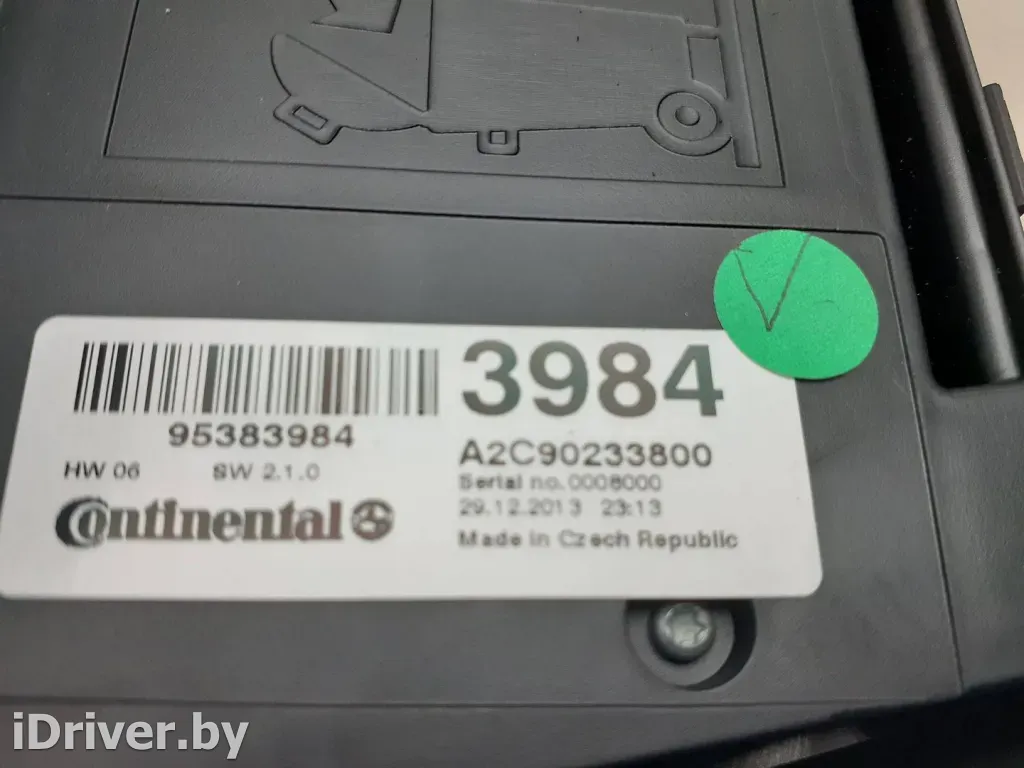 3984
95383984
A2C90233800
HW 06 SW 2.1.0
Serial no.0008000
29.12.2013 23:13
Continental
Made in Czech Republic
iDriver.by